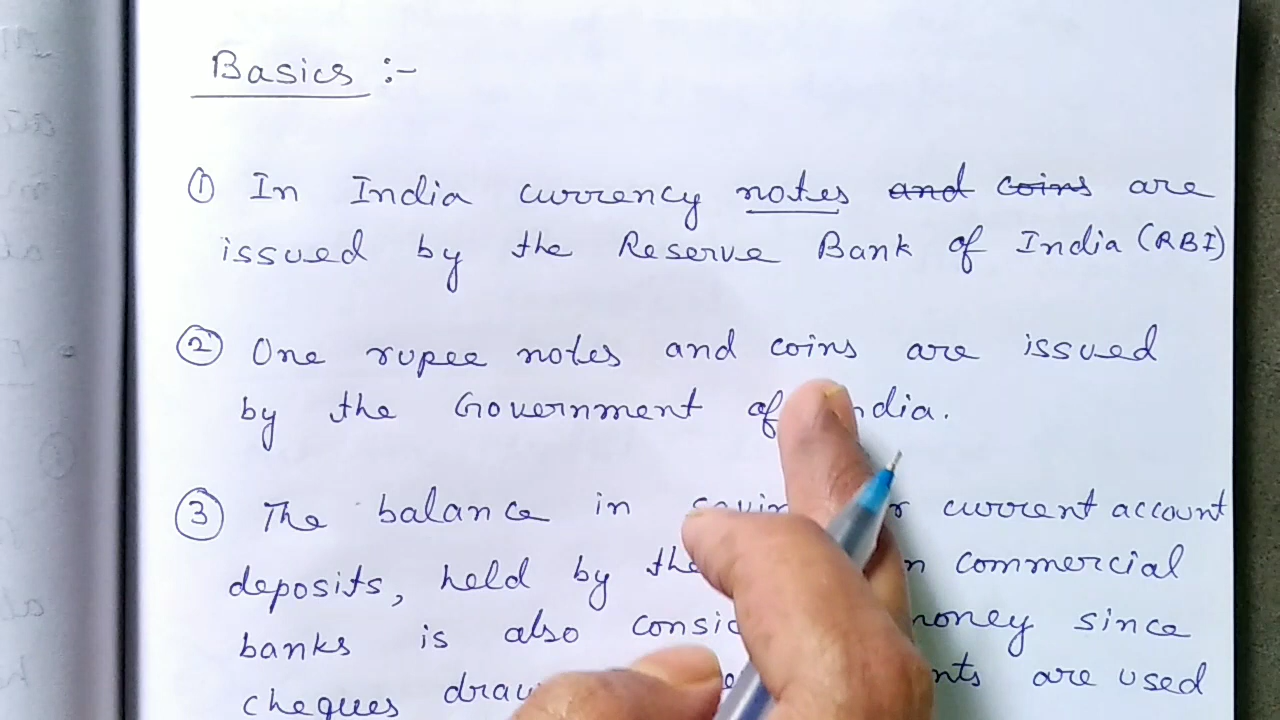 Basics :-
① In India currency notes and coins are
issued by the Reserve Bank of India (RBI)
② One rupee notes and coins are issued
by the Government of India.
③ The balance in current account
deposits, held by the commercial
banks is also money since
cheques are used